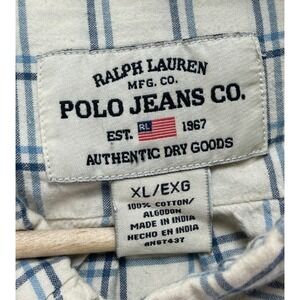 RALPH LAUREN
MFG. CO.
POLO JEANS CO.
EST. RL 1967
AUTHENTIC DRY GOODS
XL/EXG
100% COTTON/
ALGODON
MADE IN INDIA
HECHO EN INDIA
RN67437